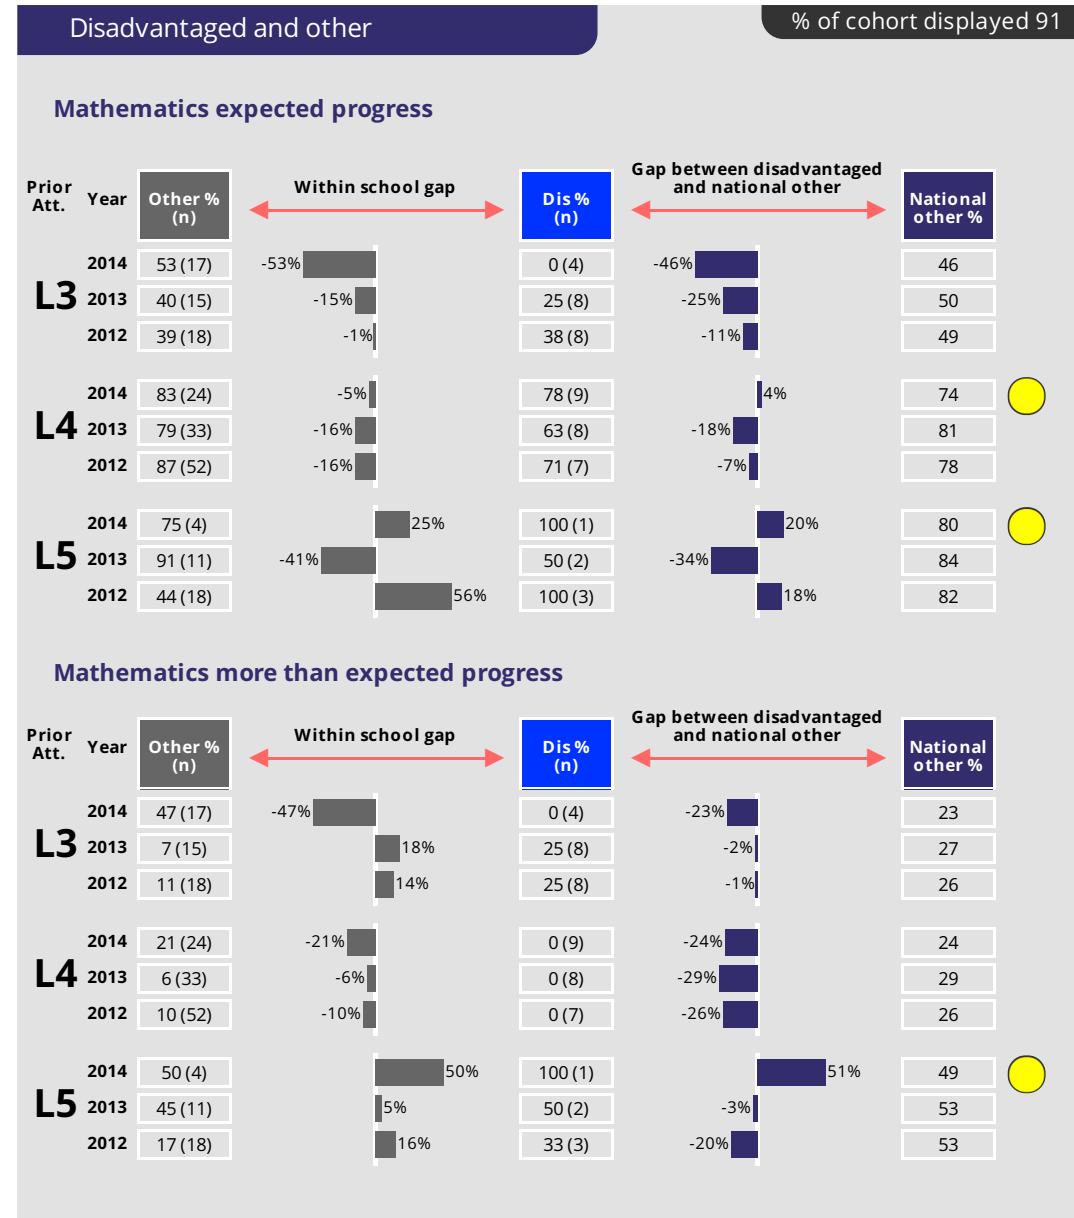 Disadvantaged and other
% of cohort displayed 91
Mathematics expected progress
Prior Att.
Year
Other % (n)
Within school gap
Dis % (n)
Gap between disadvantaged
and national other
National other %
L3
2014 53 (17) -53% 0 (4) -46% 46
2013 40 (15) -15% 25 (8) -25% 50
2012 39 (18) -1% 38 (8) -11% 49
L4
2014 83 (24) -5% 78 (9) 4% 74
2013 79 (33) -16% 63 (8) -18% 81
2012 87 (52) -16% 71 (7) -7% 78
L5
2014 75 (4) 25% 100 (1) 20% 80
2013 91 (11) -41% 50 (2) -34% 84
2012 44 (18) 56% 100 (3) 18% 82
Mathematics more than expected progress
Prior Att.
Year
Other % (n)
Within school gap
Dis % (n)
Gap between disadvantaged
and national other
National other %
L3
2014 47 (17) -47% 0 (4) -23% 23
2013 7 (15) 18% 25 (8) -2% 27
2012 11 (18) 14% 25 (8) -1% 26
L4
2014 21 (24) -21% 0 (9) -24% 24
2013 6 (33) -6% 0 (8) -29% 29
2012 10 (52) -10% 0 (7) -26% 26
L5
2014 50 (4) 50% 100 (1) 51% 49
2013 45 (11) 5% 50 (2) -3% 53
2012 17 (18) 16% 33 (3) -20% 53